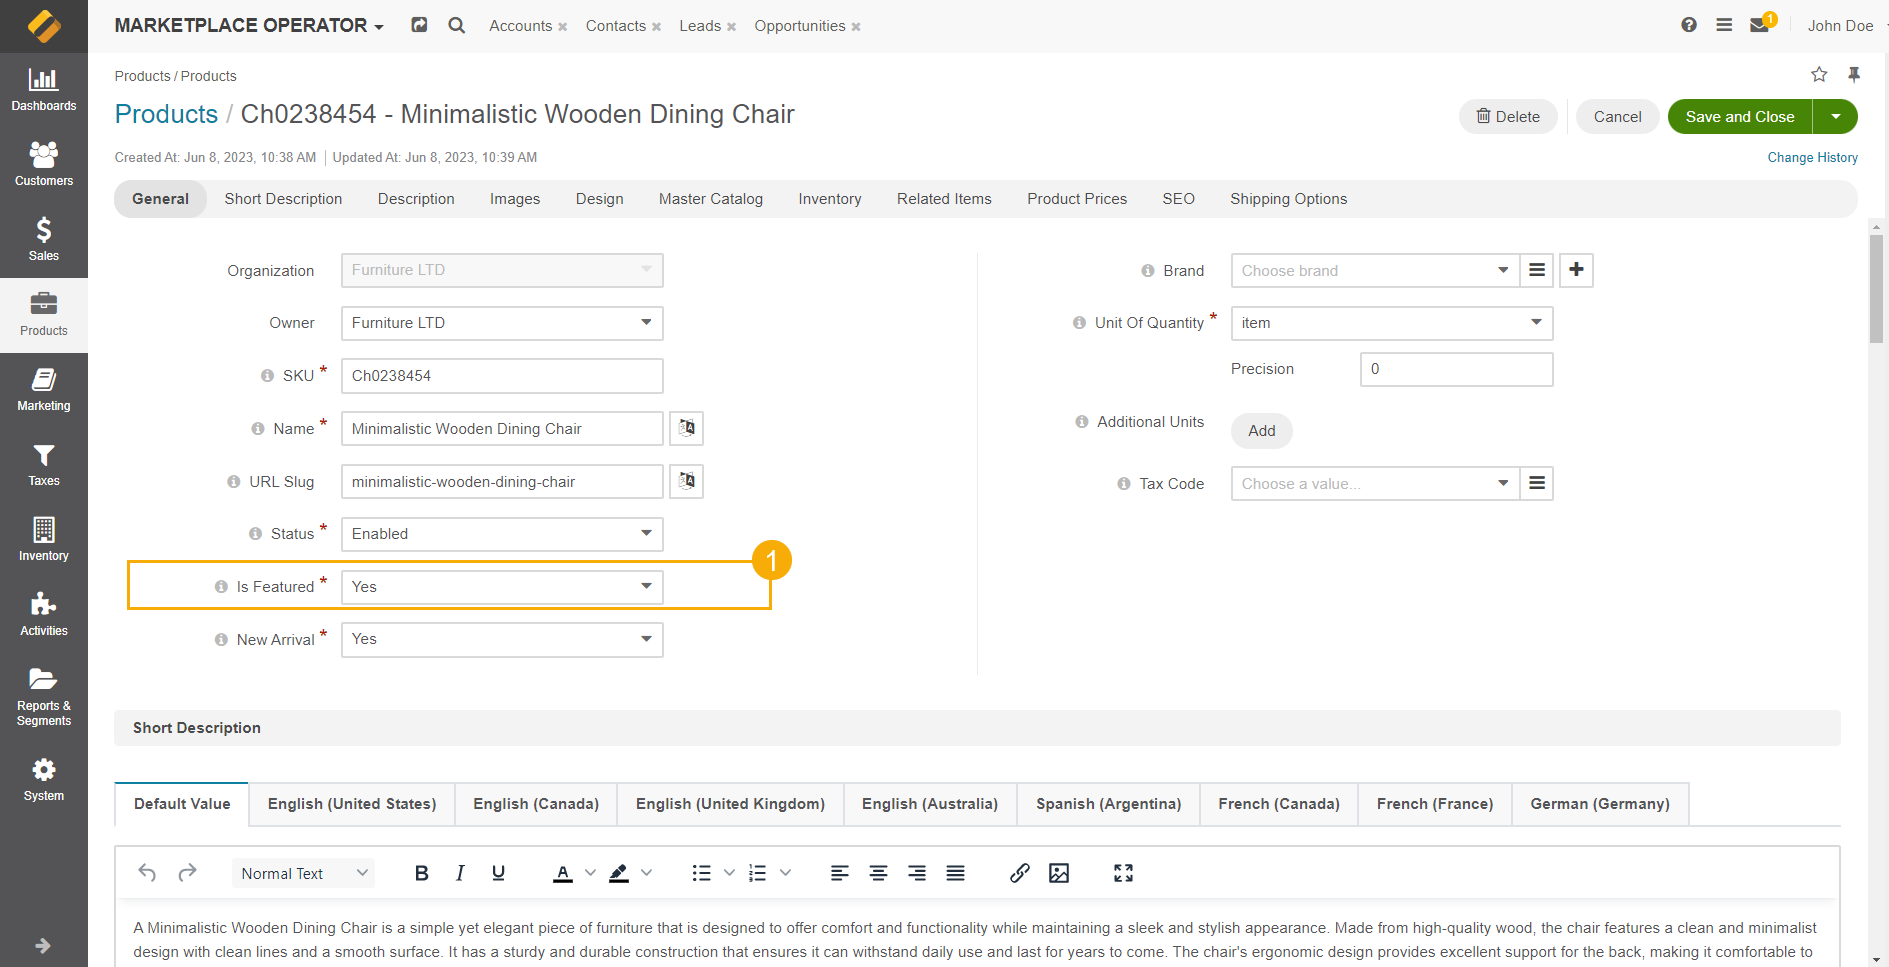 MARKETPLACE OPERATOR
Accounts
Contacts
Leads
Opportunities
1
John Doe
Dashboards
Customers
Sales
Products
Marketing
Taxes
Inventory
Activities
Reports &
Segments
System
Products / Products
Products / Ch0238454 - Minimalistic Wooden Dining Chair
Delete
Cancel
Save and Close
Created At: Jun 8, 2023, 10:38 AM
Updated At: Jun 8, 2023, 10:39 AM
Change History
General
Short Description
Description
Images
Design
Master Catalog
Inventory
Related Items
Product Prices
SEO
Shipping Options
Organization
Furniture LTD
Owner
Furniture LTD
SKU *
Ch0238454
Name *
Minimalistic Wooden Dining Chair
URL Slug
minimalistic-wooden-dining-chair
Status *
Enabled
1
Is Featured *
Yes
New Arrival *
Yes
Brand
Choose brand
Unit Of Quantity *
item
Precision
0
Additional Units
Add
Tax Code
Choose a value...
Short Description
Default Value
English (United States)
English (Canada)
English (United Kingdom)
English (Australia)
Spanish (Argentina)
French (Canada)
French (France)
German (Germany)
Normal Text
B
I
U
A
A Minimalistic Wooden Dining Chair is a simple yet elegant piece of furniture that is designed to offer comfort and functionality while maintaining a sleek and stylish appearance. Made from high-quality wood, the chair features a clean and minimalist
design with clean lines and a smooth surface. It has a sturdy and durable construction that ensures it can withstand daily use and last for years to come. The chair's ergonomic design provides excellent support for the back, making it comfortable to